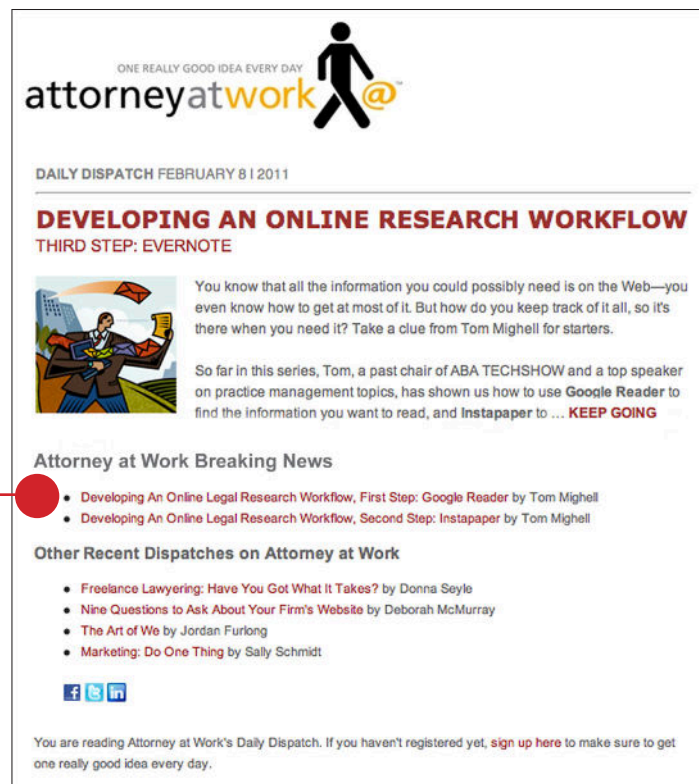 ONE REALLY GOOD IDEA EVERY DAY
attorneyatwork @™
DAILY DISPATCH FEBRUARY 8 I 2011
DEVELOPING AN ONLINE RESEARCH WORKFLOW
THIRD STEP: EVERNOTE
You know that all the information you could possibly need is on the Web—you
even know how to get at most of it. But how do you keep track of it all, so it's
there when you need it? Take a clue from Tom Mighell for starters.
So far in this series, Tom, a past chair of ABA TECHSHOW and a top speaker
on practice management topics, has shown us how to use Google Reader to
find the information you want to read, and Instapaper to ... KEEP GOING
Attorney at Work Breaking News
• Developing An Online Legal Research Workflow, First Step: Google Reader by Tom Mighell
• Developing An Online Legal Research Workflow, Second Step: Instapaper by Tom Mighell
Other Recent Dispatches on Attorney at Work
• Freelance Lawyering: Have You Got What It Takes? by Donna Seyle
• Nine Questions to Ask About Your Firm's Website by Deborah McMurray
• The Art of We by Jordan Furlong
• Marketing: Do One Thing by Sally Schmidt
f t in
You are reading Attorney at Work's Daily Dispatch. If you haven't registered yet, sign up here to make sure to get
one really good idea every day.